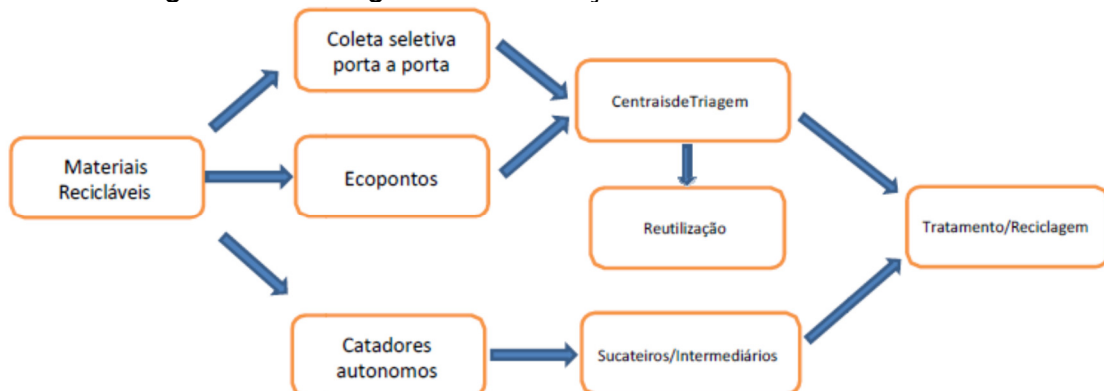 Coleta seletiva
porta a porta
CentraisdeTriagem
Materiais
Recicláveis
Ecopontos
Reutilização
Tratamento/Reciclagem
Catadores
autonomos
Sucateiros/Intermediários